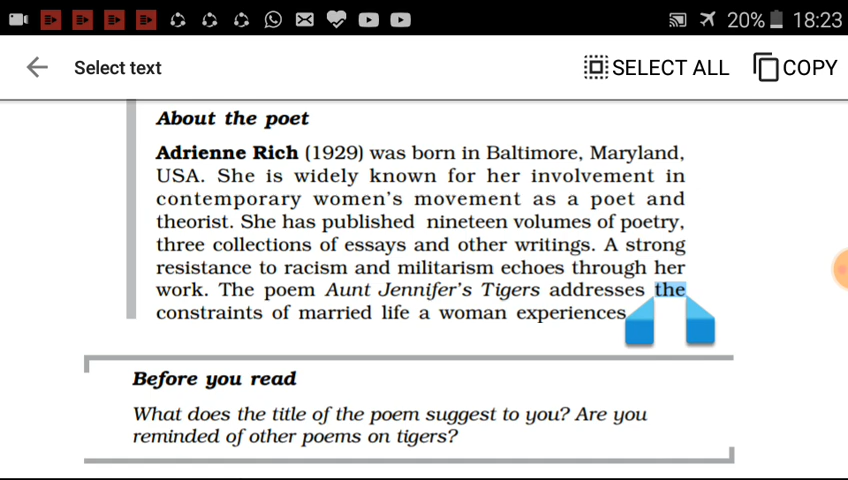 20% 18:23
Select text SELECT ALL COPY
About the poet
Adrienne Rich (1929) was born in Baltimore, Maryland,
USA. She is widely known for her involvement in
contemporary women's movement as a poet and
theorist. She has published nineteen volumes of poetry,
three collections of essays and other writings. A strong
resistance to racism and militarism echoes through her
work. The poem Aunt Jennifer's Tigers addresses the
constraints of married life a woman experiences
Before you read
What does the title of the poem suggest to you? Are you
reminded of other poems on tigers?